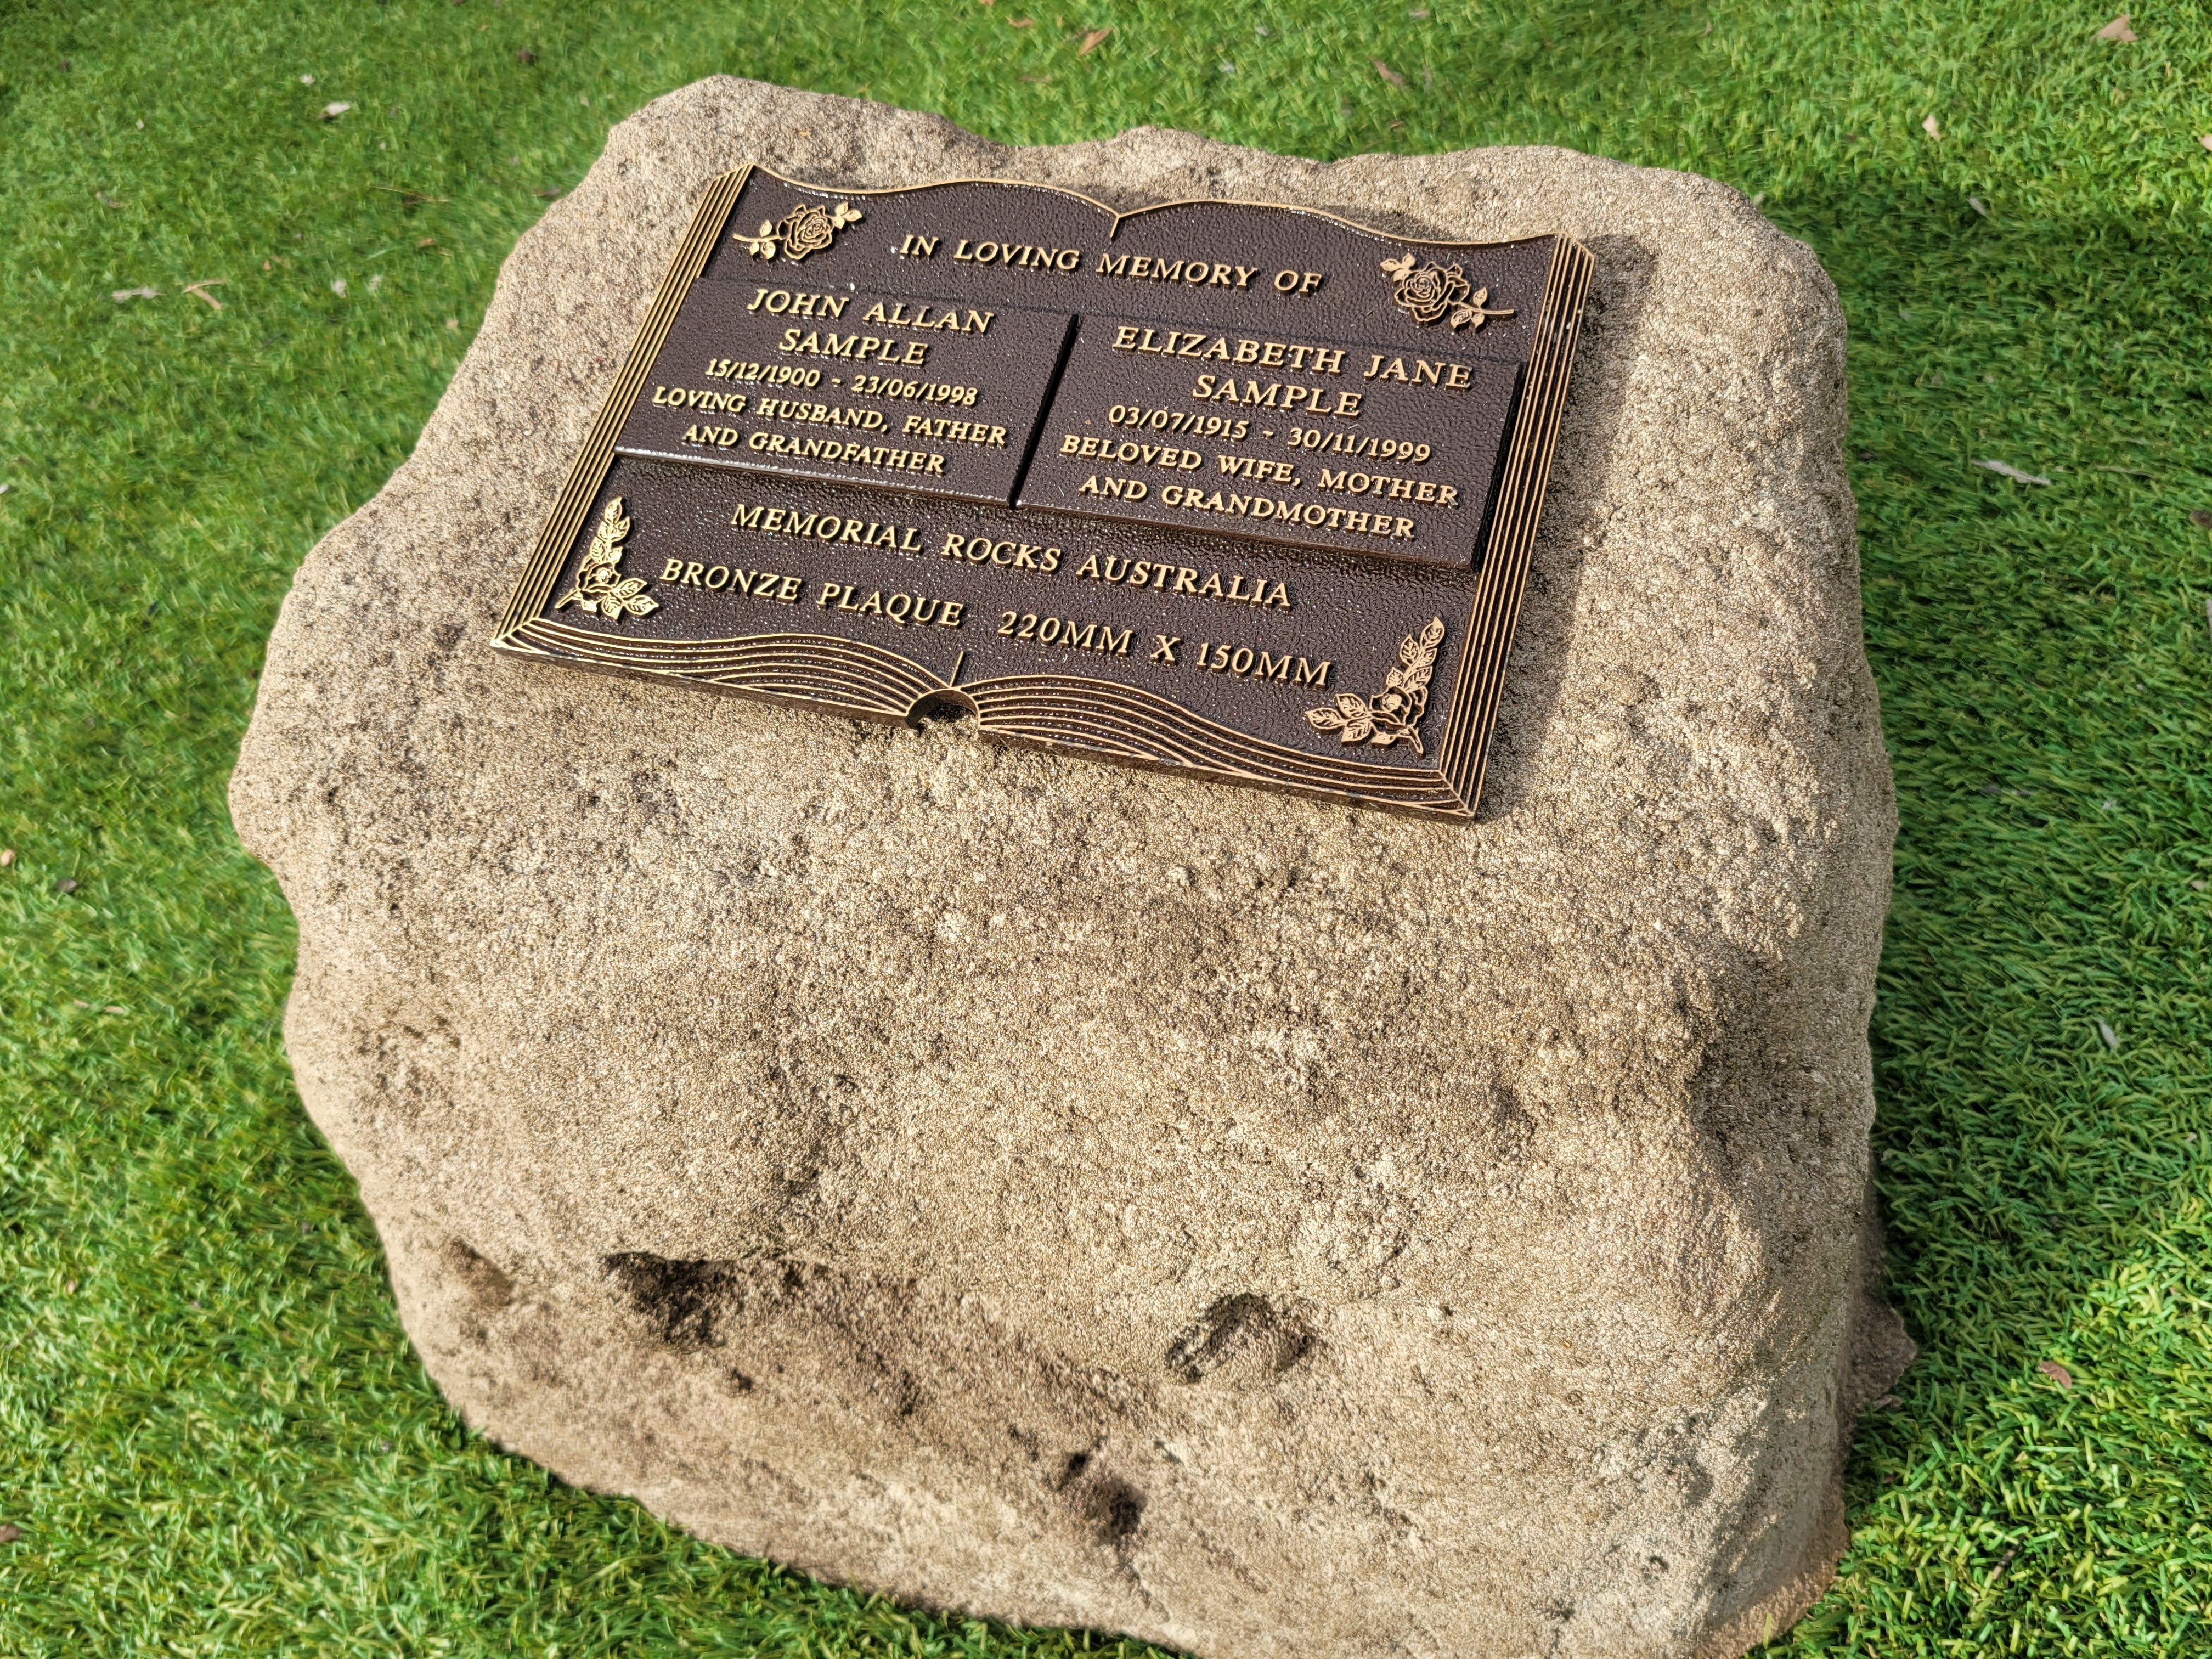 IN LOVING MEMORY OF
JOHN ALLAN
SAMPLE
15/12/1900 - 23/06/1998
LOVING HUSBAND, FATHER
AND GRANDFATHER
ELIZABETH JANE
SAMPLE
03/07/1915 - 30/11/1999
BELOVED WIFE, MOTHER
AND GRANDMOTHER
MEMORIAL ROCKS AUSTRALIA
BRONZE PLAQUE 220MM X 150MM